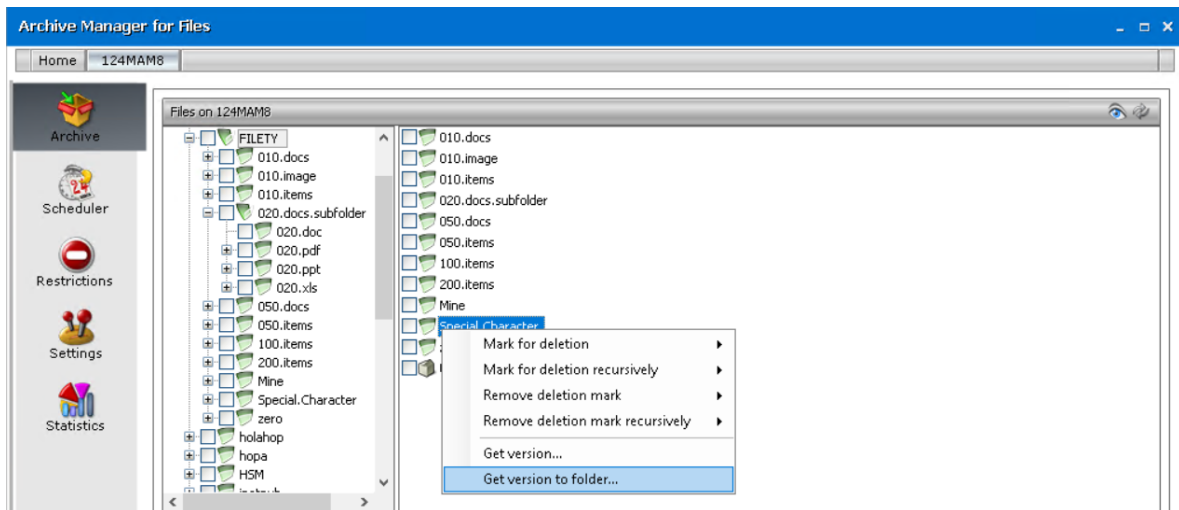 Archive Manager for Files
Home 124MAM8
Archive
Scheduler
Restrictions
Settings
Statistics
Files on 124MAM8
FILETY
010.docs
010.image
010.items
020.docs.subfolder
020.doc
020.pdf
020.ppt
020.xls
050.docs
050.items
100.items
200.items
Mine
Special.Character
zero
holahop
hopa
HSM
010.docs
010.image
010.items
020.docs.subfolder
050.docs
050.items
100.items
200.items
Mine
Special.Character
Mark for deletion
Mark for deletion recursively
Remove deletion mark
Remove deletion mark recursively
Get version...
Get version to folder...